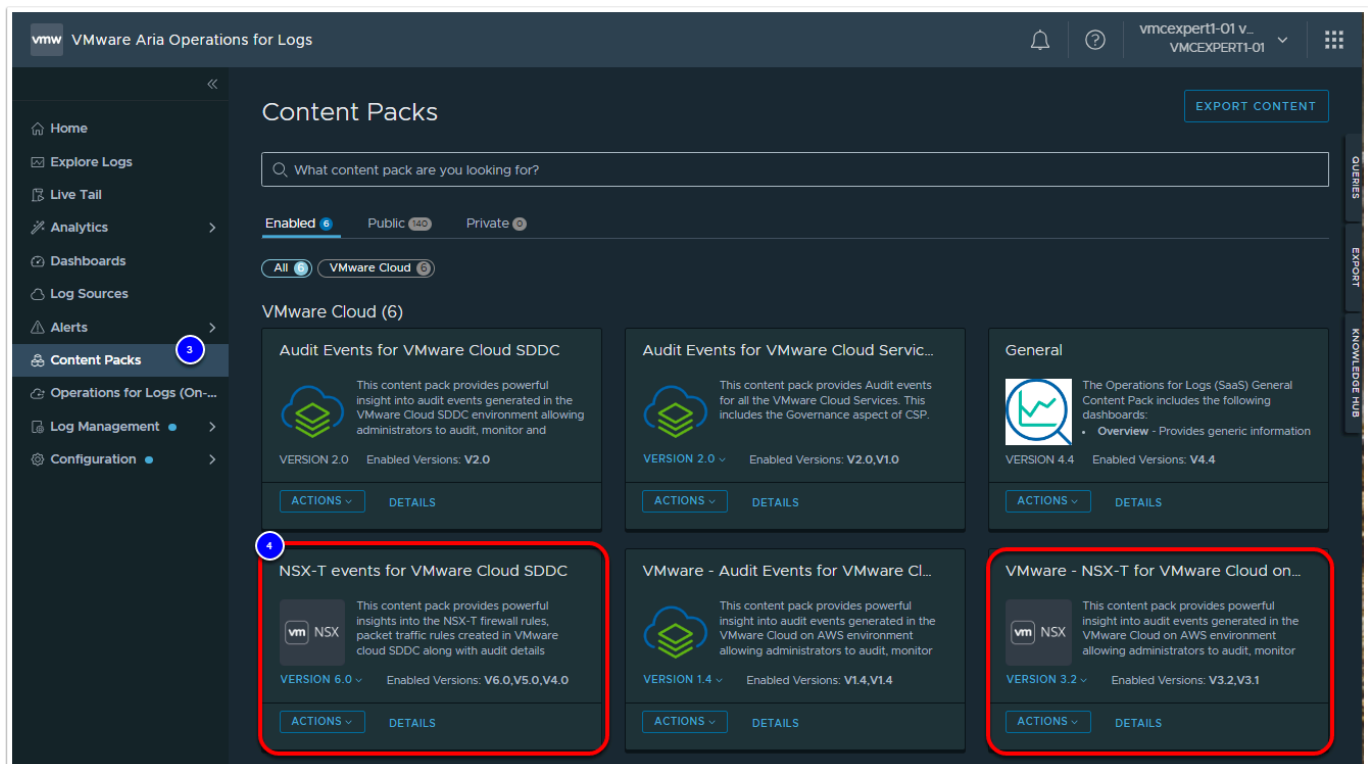 vmw VMware Aria Operations for Logs
vmcexpert1-01 v_
VMCEXPERT1-01
Home
Explore Logs
Live Tail
Analytics
Dashboards
Log Sources
Alerts
Content Packs
3
Operations for Logs (On-...
Log Management
Configuration
Content Packs
EXPORT CONTENT
What content pack are you looking for?
Enabled 6 Public 140 Private 0
All 6 VMware Cloud 6
VMware Cloud (6)
Audit Events for VMware Cloud SDDC
This content pack provides powerful
insight into audit events generated in the
VMware Cloud SDDC environment allowing
administrators to audit, monitor and
VERSION 2.0 Enabled Versions: V2.0
ACTIONS DETAILS
Audit Events for VMware Cloud Servic...
This content pack provides Audit events
for all the VMware Cloud Services. This
includes the Governance aspect of CSP.
VERSION 2.0 Enabled Versions: V2.0,V1.0
ACTIONS DETAILS
General
The Operations for Logs (SaaS) General
Content Pack includes the following
dashboards:
• Overview - Provides generic information
VERSION 4.4 Enabled Versions: V4.4
ACTIONS DETAILS
4
NSX-T events for VMware Cloud SDDC
vm NSX
This content pack provides powerful
insights into the NSX-T firewall rules,
packet traffic rules created in VMware
cloud SDDC along with audit details
VERSION 6.0 Enabled Versions: V6.0,V5.0,V4.0
ACTIONS DETAILS
VMware - Audit Events for VMware Cl...
This content pack provides powerful
insight into audit events generated in the
VMware Cloud on AWS environment
allowing administrators to audit, monitor
VERSION 1.4 Enabled Versions: V1.4,V1.4
ACTIONS DETAILS
VMware - NSX-T for VMware Cloud on...
vm NSX
This content pack provides powerful
insight into audit events generated in the
VMware Cloud on AWS environment
allowing administrators to audit, monitor
VERSION 3.2 Enabled Versions: V3.2,V3.1
ACTIONS DETAILS
QUERIES
EXPORT
KNOWLEDGE HUB